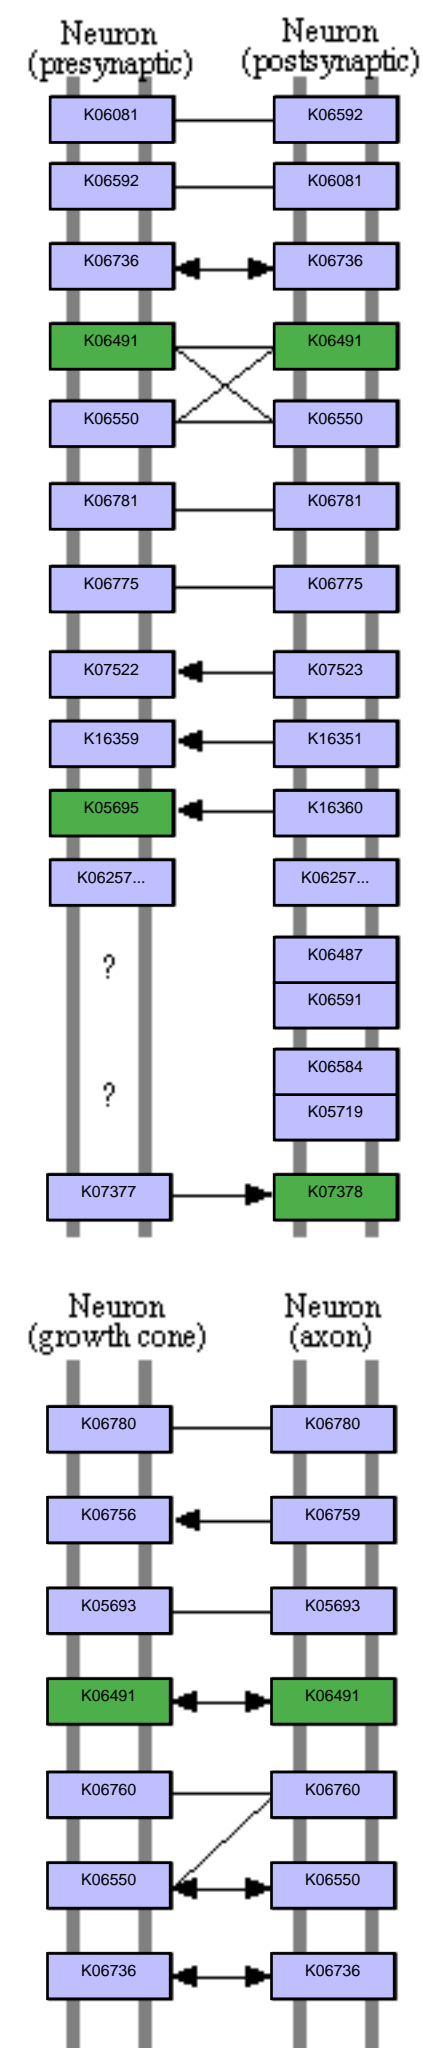 Neuron
(presynaptic)
Neuron
(postsynaptic)
K06081
K06592
K06592
K06081
K06736
K06736
K06491
K06491
K06550
K06550
K06781
K06781
K06775
K06775
K07522
K07523
K16359
K16351
K05695
K16360
K06257...
K06257...
?
K06487
K06591
?
K06584
K05719
K07377
K07378
Neuron
(growth cone)
Neuron
(axon)
K06780
K06780
K06756
K06759
K05693
K05693
K06491
K06491
K06760
K06760
K06550
K06550
K06736
K06736